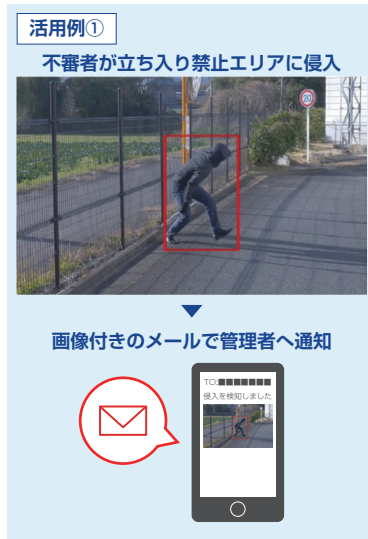 活用例①
不審者が立ち入り禁止エリアに侵入
20
画像付きのメールで管理者へ通知
TO:■■■■■■■
侵入を検知しました